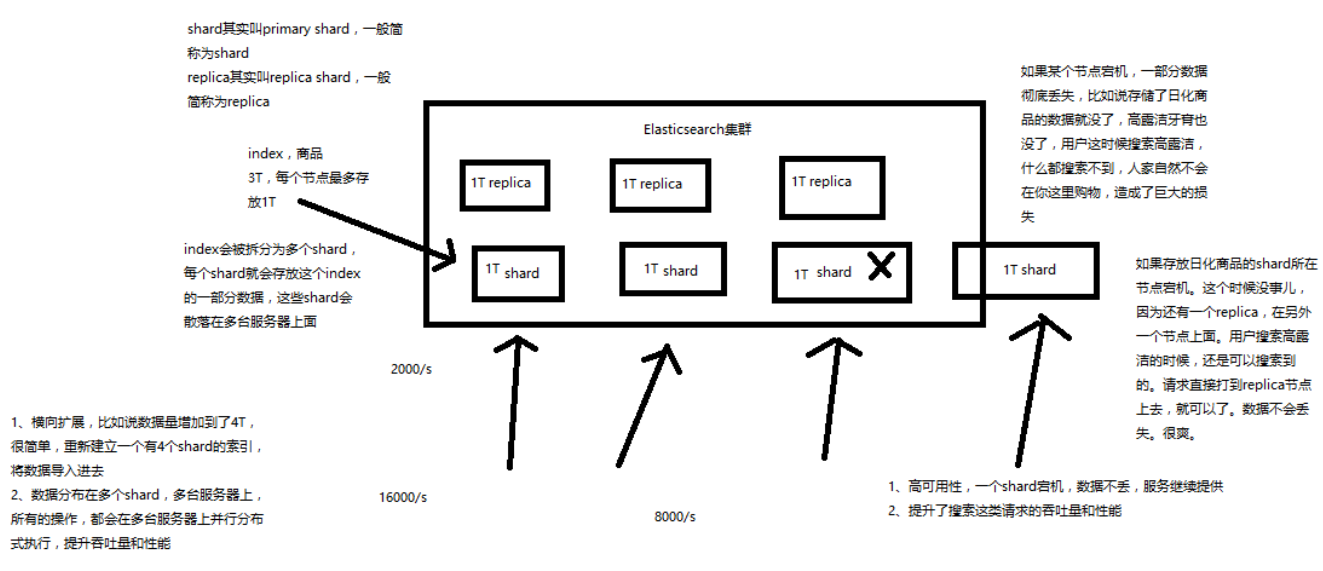 shard其实叫primary shard，一般简
称为shard
replica其实叫replica shard，一般
简称为replica
如果某个节点宕机，一部分数据
彻底丢失，比如说存储了日化商
品的数据就没了，高露洁牙膏也
没了，用户这时候搜索高露洁，
什么都搜索不到，人家自然不会
在你这里购物，造成了巨大的损
失
Elasticsearch集群
index，商品
3T，每个节点最多存
放1T
1T replica
1T replica
1T replica
index会被拆分为多个shard，
每个shard就会存放这个index
的一部分数据，这些shard会
散落在多台服务器上面
1T shard
1T shard
1T shard
1T shard
如果存放日化商品的shard所在
节点宕机。这个时候没事儿，
因为还有一个replica，在另外
一个节点上面。用户搜索高露
洁的时候，还是可以搜索到
的。请求直接打到replica节点
上去，就可以了。数据不会丢
失。很爽。
2000/s
1、横向扩展，比如说数据量增加到了4T，
很简单，重新建立一个有4个shard的索引，
将数据导入进去
2、数据分布在多个shard，多台服务器上，
所有的操作，都会在多台服务器上并行分布
式执行，提升吞吐量和性能
16000/s
8000/s
1、高可用性，一个shard宕机，数据不丢，服务继续提供
2、提升了搜索这类请求的吞吐量和性能